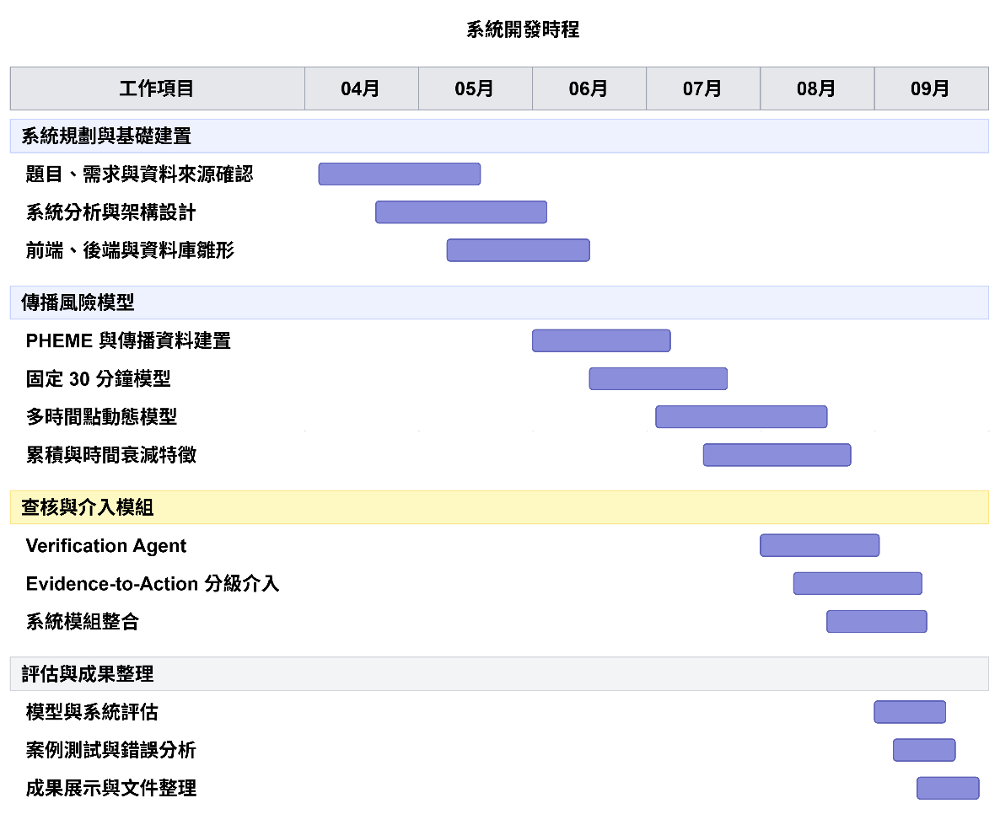 系統開發時程
工作項目 04月 05月 06月 07月 08月 09月
系統規劃與基礎建置
題目、需求與資料來源確認
系統分析與架構設計
前端、後端與資料庫雛形
傳播風險模型
PHEME 與傳播資料建置
固定 30 分鐘模型
多時間點動態模型
累積與時間衰減特徵
查核與介入模組
Verification Agent
Evidence-to-Action 分級介入
系統模組整合
評估與成果整理
模型與系統評估
案例測試與錯誤分析
成果展示與文件整理